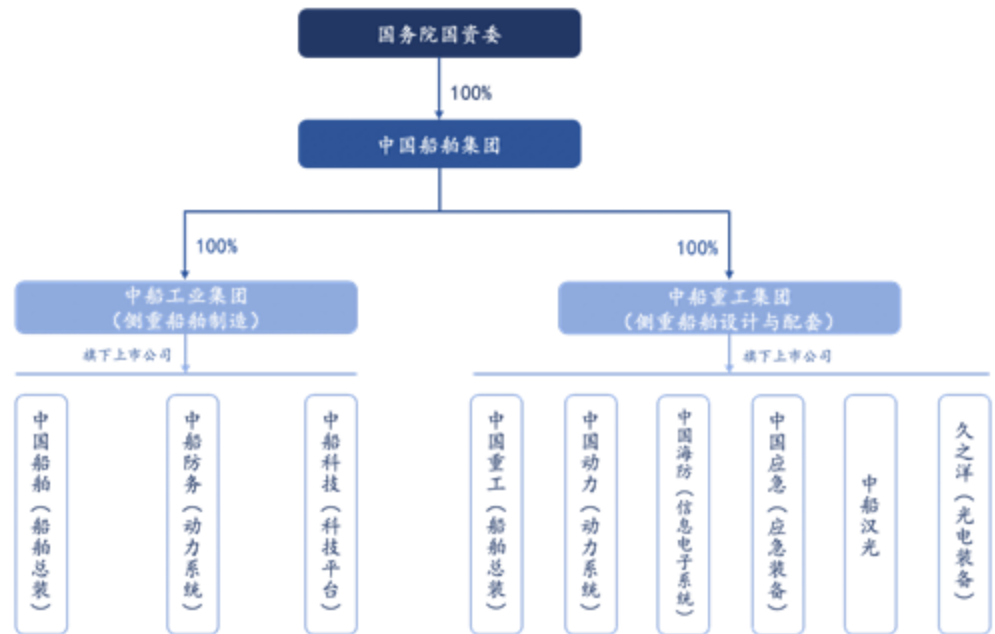 国务院国资委
100%
中国船舶集团
100%
100%
中船工业集团
（侧重船舶制造）
中船重工集团
（侧重船舶设计与配套）
旗下上市公司
旗下上市公司
中国船舶（船舶总装）
中船防务（动力系统）
中船科技（科技平台）
中国重工（船舶总装）
中国动力（动力系统）
中国海防（信息电子系统）
中国应急（应急装备）
中船汉光
久之洋（光电装备）